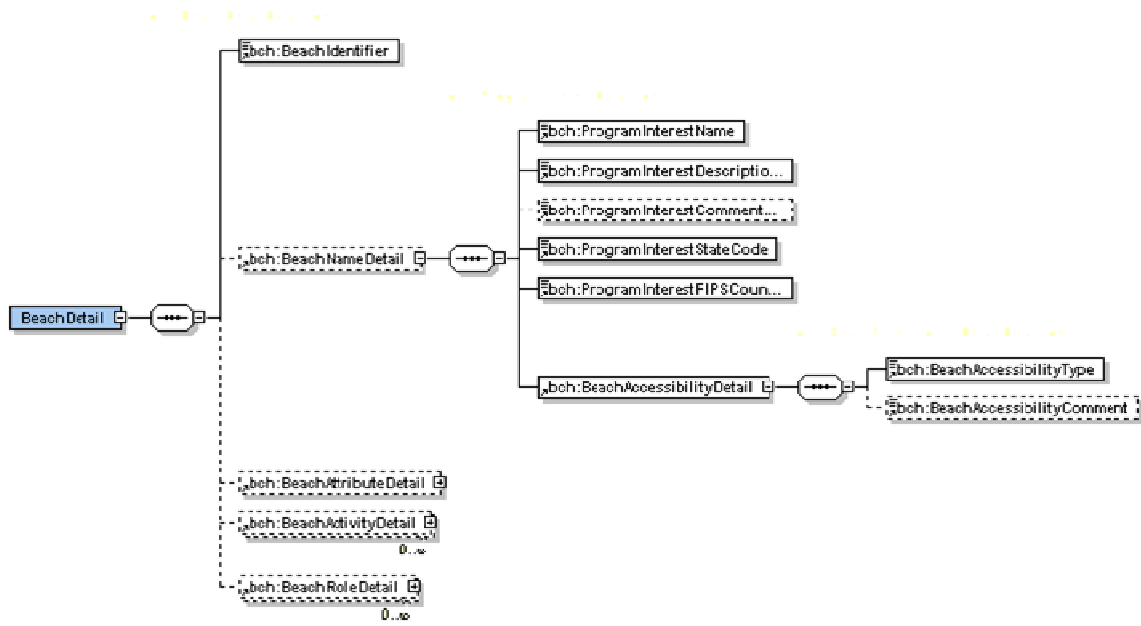 bch:BeachIdentifier
bch:ProgramInterestName
bch:ProgramInterestDescriptio...
bch:ProgramInterestComment...
bch:ProgramInterestStateCode
bch:BeachNameDetail
bch:ProgramInterestFIPSCoun...
BeachDetail
bch:BeachAccessibilityType
bch:BeachAccessibilityDetail
bch:BeachAccessibilityComment
bch:BeachAttributeDetail
bch:BeachActivityDetail
0..∞
bch:BeachRoleDetail
0..∞